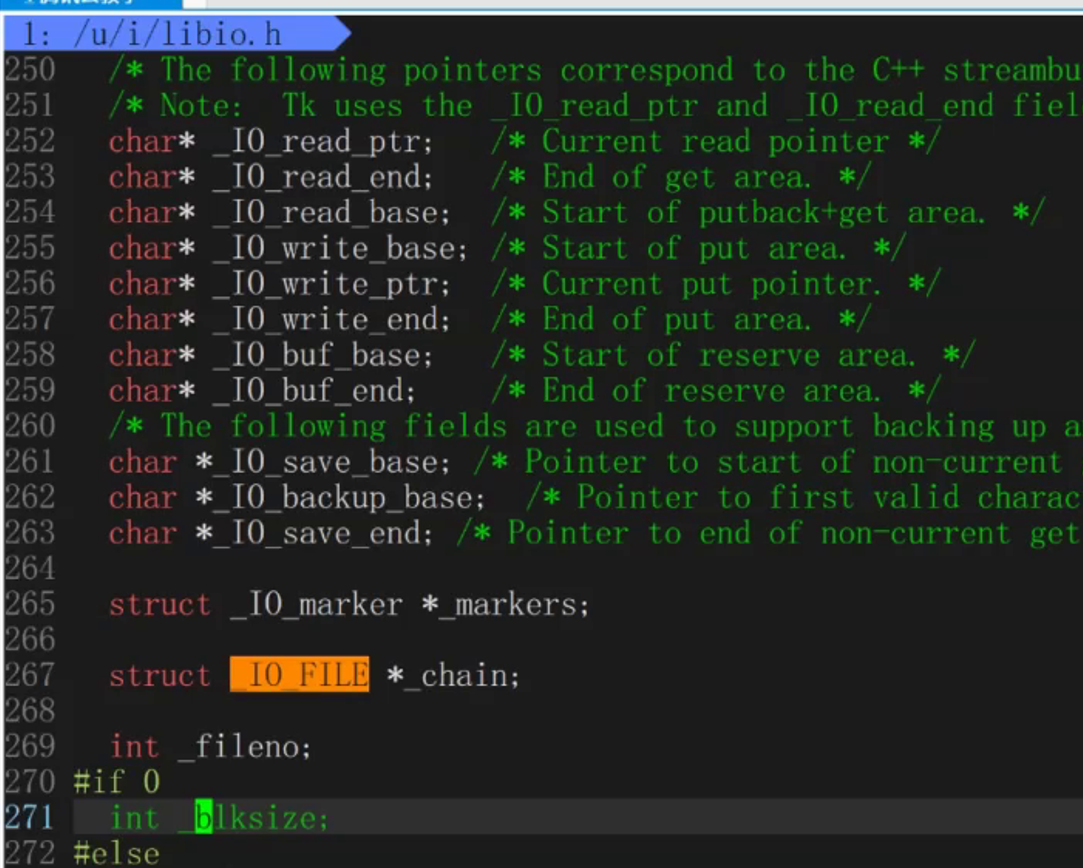 1: /u/i/libio.h
250 /* The following pointers correspond to the C++ streambu
251 /* Note:  Tk uses the _IO_read_ptr and _IO_read_end fiel
252 char* _IO_read_ptr;   /* Current read pointer */
253 char* _IO_read_end;   /* End of get area. */
254 char* _IO_read_base;  /* Start of putback+get area. */
255 char* _IO_write_base; /* Start of put area. */
256 char* _IO_write_ptr;  /* Current put pointer. */
257 char* _IO_write_end;  /* End of put area. */
258 char* _IO_buf_base;   /* Start of reserve area. */
259 char* _IO_buf_end;    /* End of reserve area. */
260 /* The following fields are used to support backing up a
261 char *_IO_save_base; /* Pointer to start of non-current
262 char *_IO_backup_base;  /* Pointer to first valid charac
263 char *_IO_save_end; /* Pointer to end of non-current get
264
265 struct _IO_marker *_markers;
266
267 struct _IO_FILE *_chain;
268
269 int _fileno;
270 #if 0
271 int _blksize;
272 #else